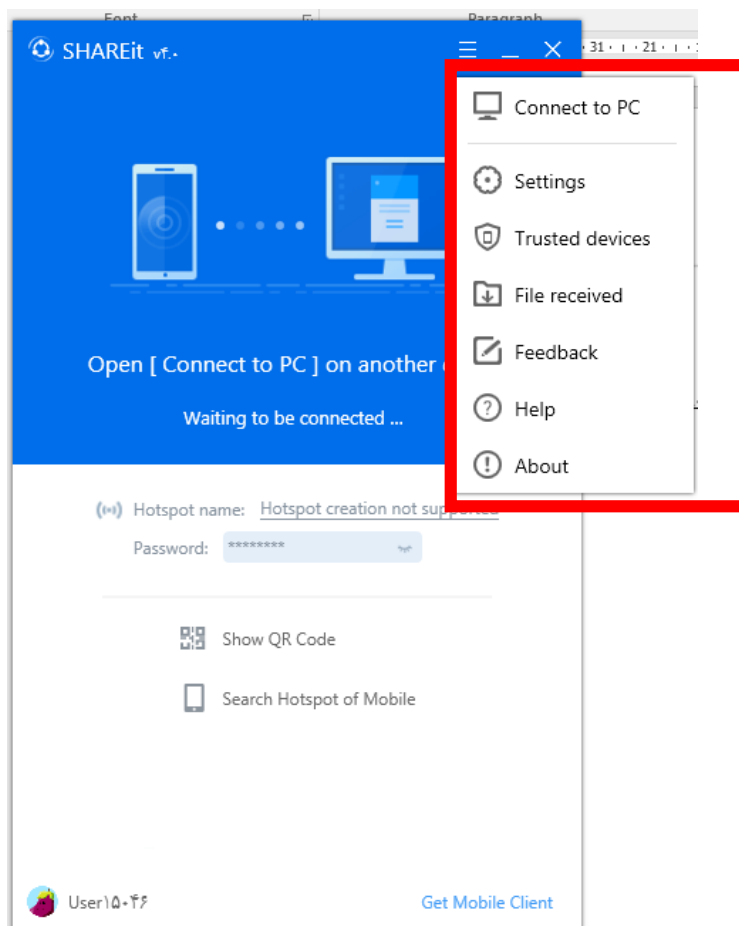 Font
Paragraph
SHAREit v۴.۰
31 · ı · 21 · ı ·
Connect to PC
Settings
Trusted devices
File received
Feedback
Help
About
Open [ Connect to PC ] on another
Waiting to be connected ...
Hotspot name: Hotspot creation not supported
Password: ********
Show QR Code
Search Hotspot of Mobile
User۱۵۰۴۶
Get Mobile Client